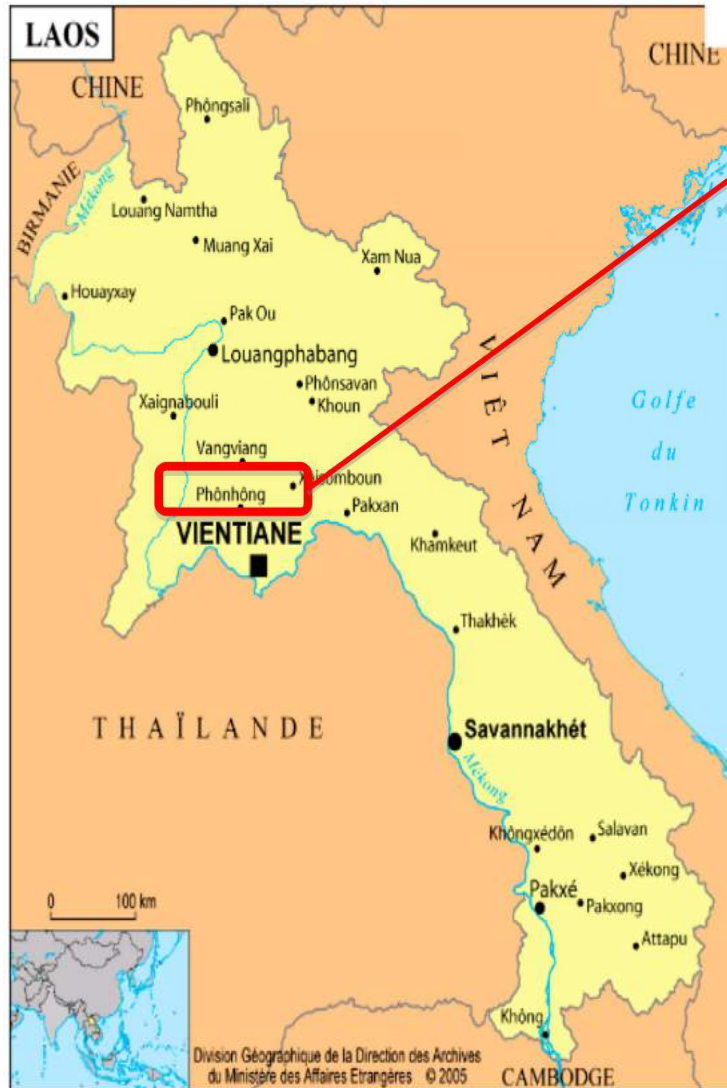 LAOS
CHINE
CHINE
Phôngsali
BIRMANIE
Mékong
Louang Namtha
Muang Xai
Xam Nua
Houayxay
Pak Ou
Louangphabang
VIÊT NAM
Phônsavan
Khoun
Xaignabouli
Golfe
du
Tonkin
Vangviang
Xaisomboun
Phônhông
Pakxan
VIENTIANE
Khamkeut
Thakhêk
THAÏLANDE
Savannakhét
Mékong
Khôngxédôn
Salavan
Xékong
Pakxé
Pakxong
Attapu
0 100 km
Không
Division Géographique de la Direction des Archives
du Ministère des Affaires Etrangères © 2005
CAMBODGE